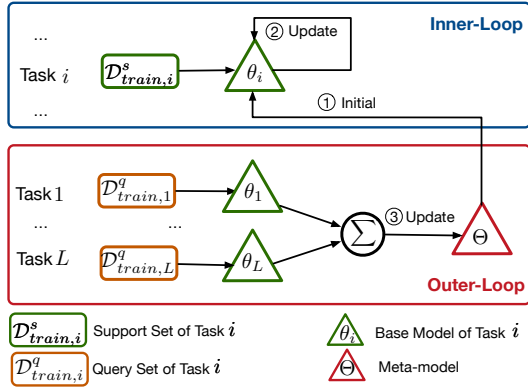 ② Update
Inner-Loop
...
Task i
𝒟^s_{train,i}
θ_i
...
① Initial
Task 1
𝒟^q_{train,1}
θ_1
...
...
∑
③ Update
Θ
Task L
𝒟^q_{train,L}
θ_L
Outer-Loop
𝒟^s_{train,i} Support Set of Task i
θ_i Base Model of Task i
𝒟^q_{train,i} Query Set of Task i
Θ Meta-model